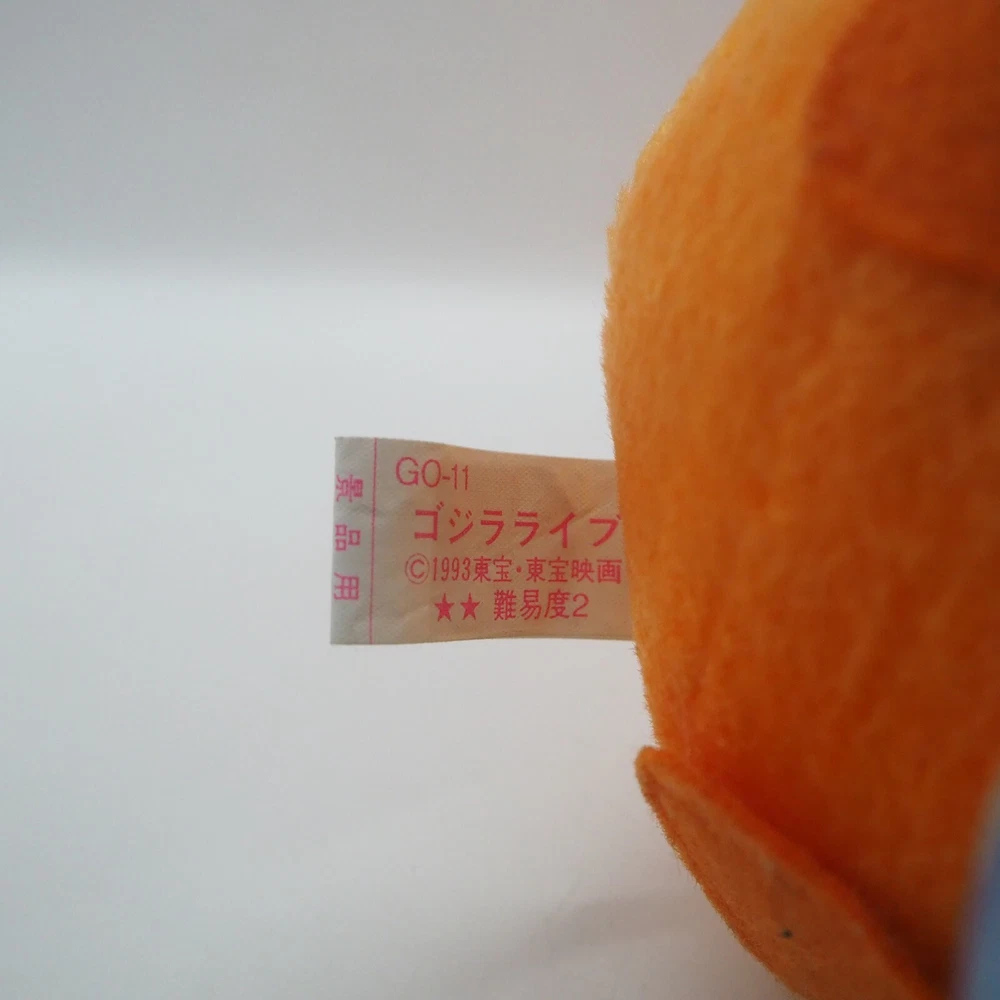 景品用
GO-11
ゴジラライブ
©1993東宝・東宝映画
★★ 難易度2